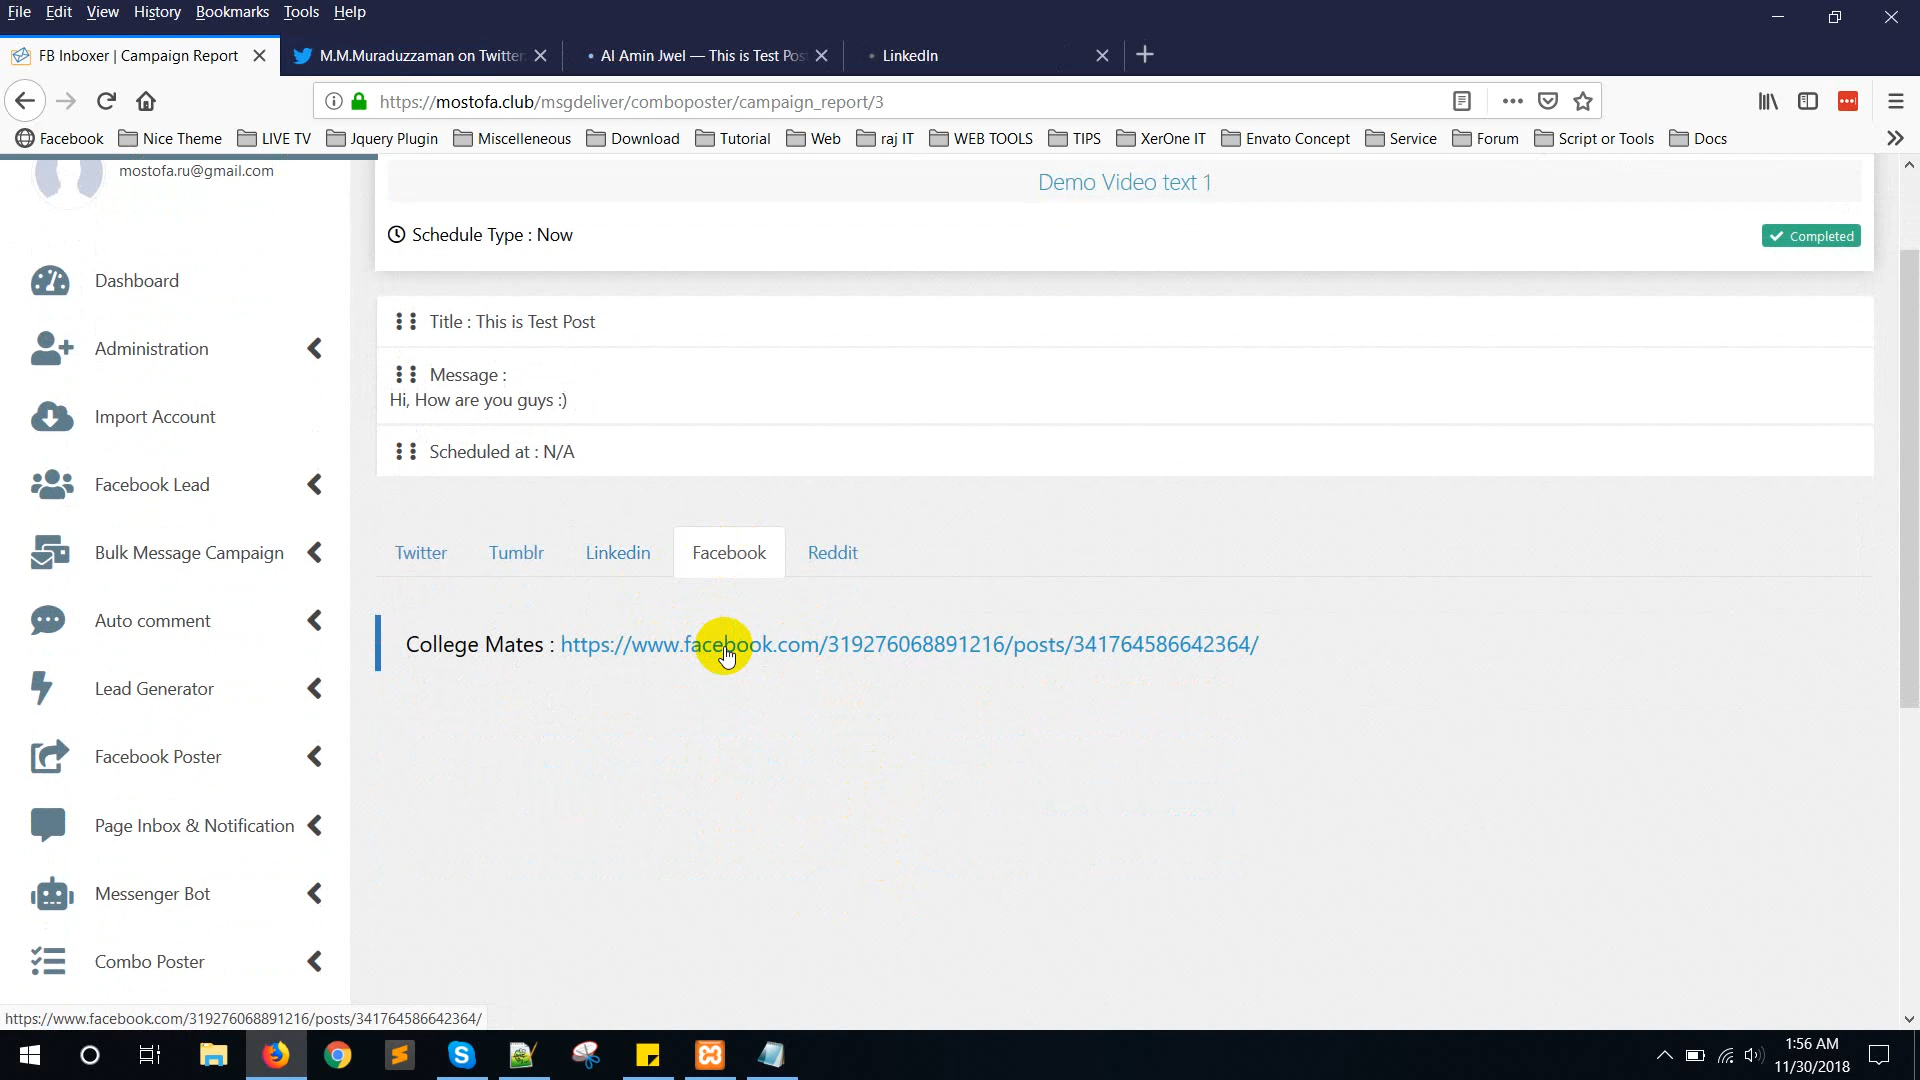 File Edit View History Bookmarks Tools Help
FB Inboxer | Campaign Report
M.M.Muraduzzaman on Twitter
Al Amin Jwel — This is Test Pos
LinkedIn
https://mostofa.club/msgdeliver/comboposter/campaign_report/3
Facebook Nice Theme LIVE TV Jquery Plugin Miscelleneous Download Tutorial Web raj IT WEB TOOLS TIPS XerOne IT Envato Concept Service Forum Script or Tools Docs
mostofa.ru@gmail.com
Dashboard
Administration
Import Account
Facebook Lead
Bulk Message Campaign
Auto comment
Lead Generator
Facebook Poster
Page Inbox & Notification
Messenger Bot
Combo Poster
Demo Video text 1
Schedule Type : Now
Completed
Title : This is Test Post
Message :
Hi, How are you guys :)
Scheduled at : N/A
Twitter Tumblr Linkedin Facebook Reddit
College Mates : https://www.facebook.com/319276068891216/posts/341764586642364/
https://www.facebook.com/319276068891216/posts/341764586642364/
1:56 AM
11/30/2018